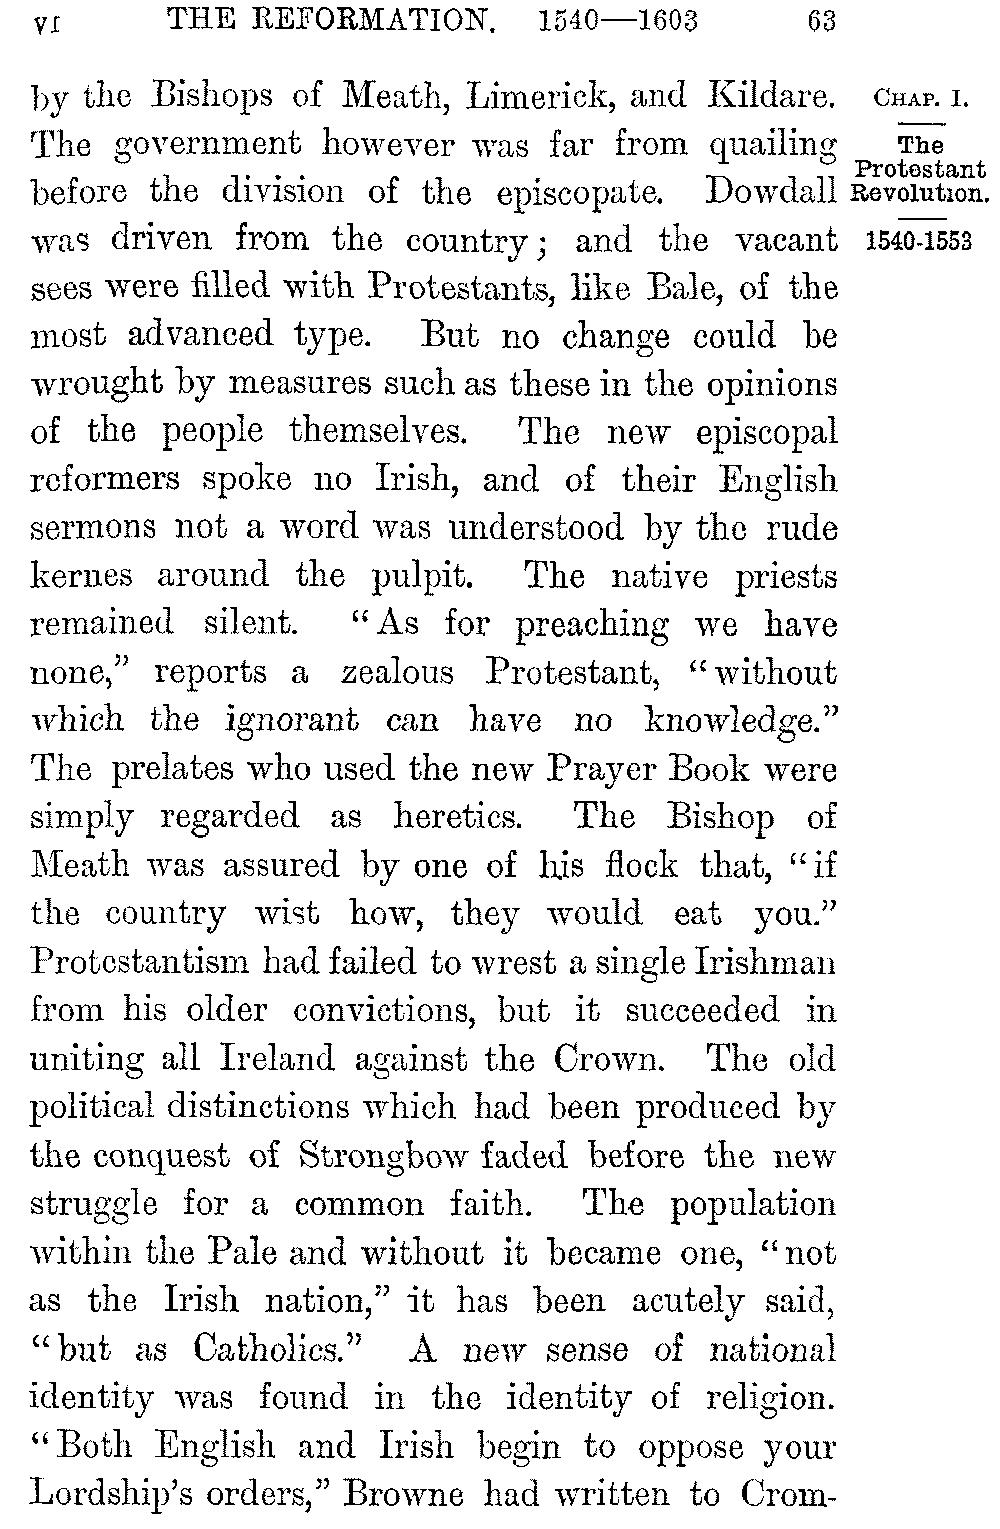 VI THE REFORMATION. 1540—1603 63
by the Bishops of Meath, Limerick, and Kildare.
The government however was far from quailing
before the division of the episcopate. Dowdall
was driven from the country; and the vacant
sees were filled with Protestants, like Bale, of the
most advanced type. But no change could be
wrought by measures such as these in the opinions
of the people themselves. The new episcopal
reformers spoke no Irish, and of their English
sermons not a word was understood by the rude
kernes around the pulpit. The native priests
remained silent. "As for preaching we have
none," reports a zealous Protestant, "without
which the ignorant can have no knowledge."
The prelates who used the new Prayer Book were
simply regarded as heretics. The Bishop of
Meath was assured by one of his flock that, "if
the country wist how, they would eat you."
Protestantism had failed to wrest a single Irishman
from his older convictions, but it succeeded in
uniting all Ireland against the Crown. The old
political distinctions which had been produced by
the conquest of Strongbow faded before the new
struggle for a common faith. The population
within the Pale and without it became one, "not
as the Irish nation," it has been acutely said,
"but as Catholics." A new sense of national
identity was found in the identity of religion.
"Both English and Irish begin to oppose your
Lordship's orders," Browne had written to Crom-
CHAP. I.
The
Protestant
Revolution.
1540-1553